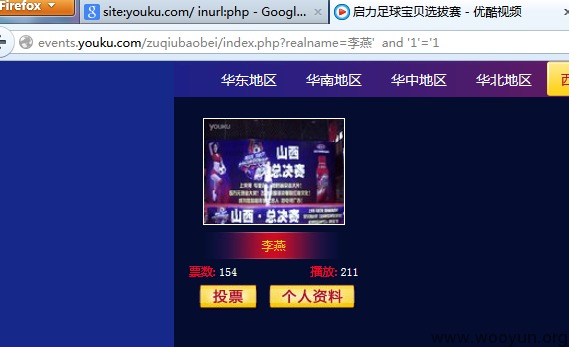 Firefox
site:youku.com/ inurl:php - Googl...
启力足球宝贝选拔赛 - 优酷视频
events.youku.com/zuqiubaobei/index.php?realname=李燕' and '1'='1
华东地区 华南地区 华中地区 华北地区 西
YOUKU
山西
总决赛
山西·总决赛
李燕
票数: 154 播放: 211
投票 个人资料
www.wooyun.org